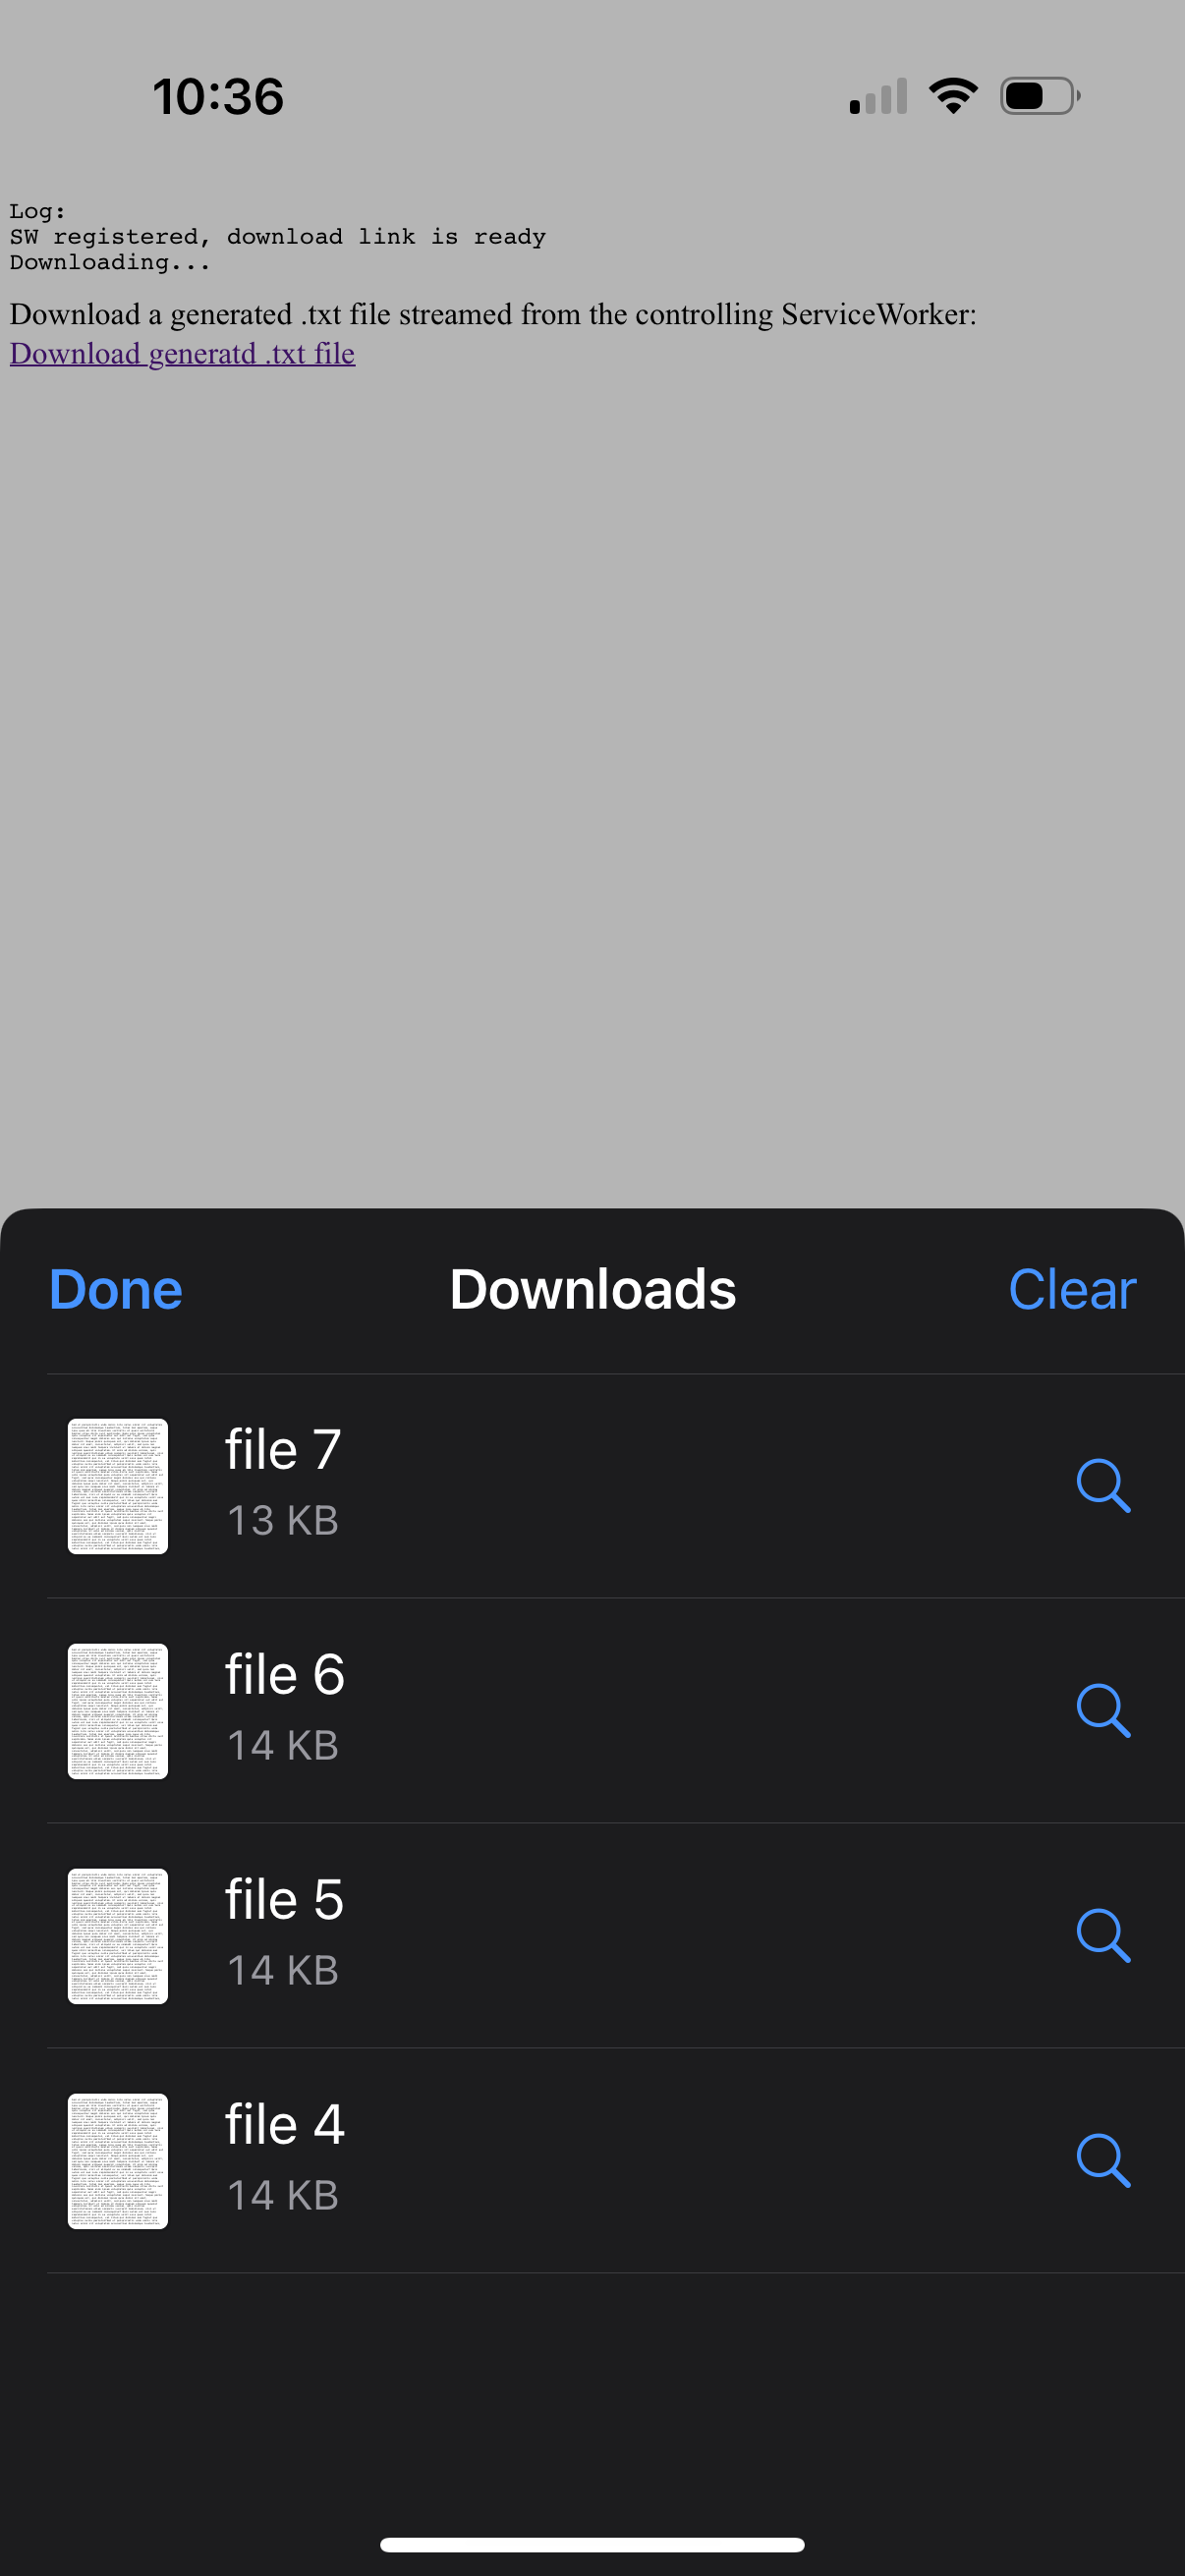 10:36
Log:
SW registered, download link is ready
Downloading...
Download a generated .txt file streamed from the controlling ServiceWorker:
Download generatd .txt file
Done Downloads Clear
file 7
13 KB
file 6
14 KB
file 5
14 KB
file 4
14 KB